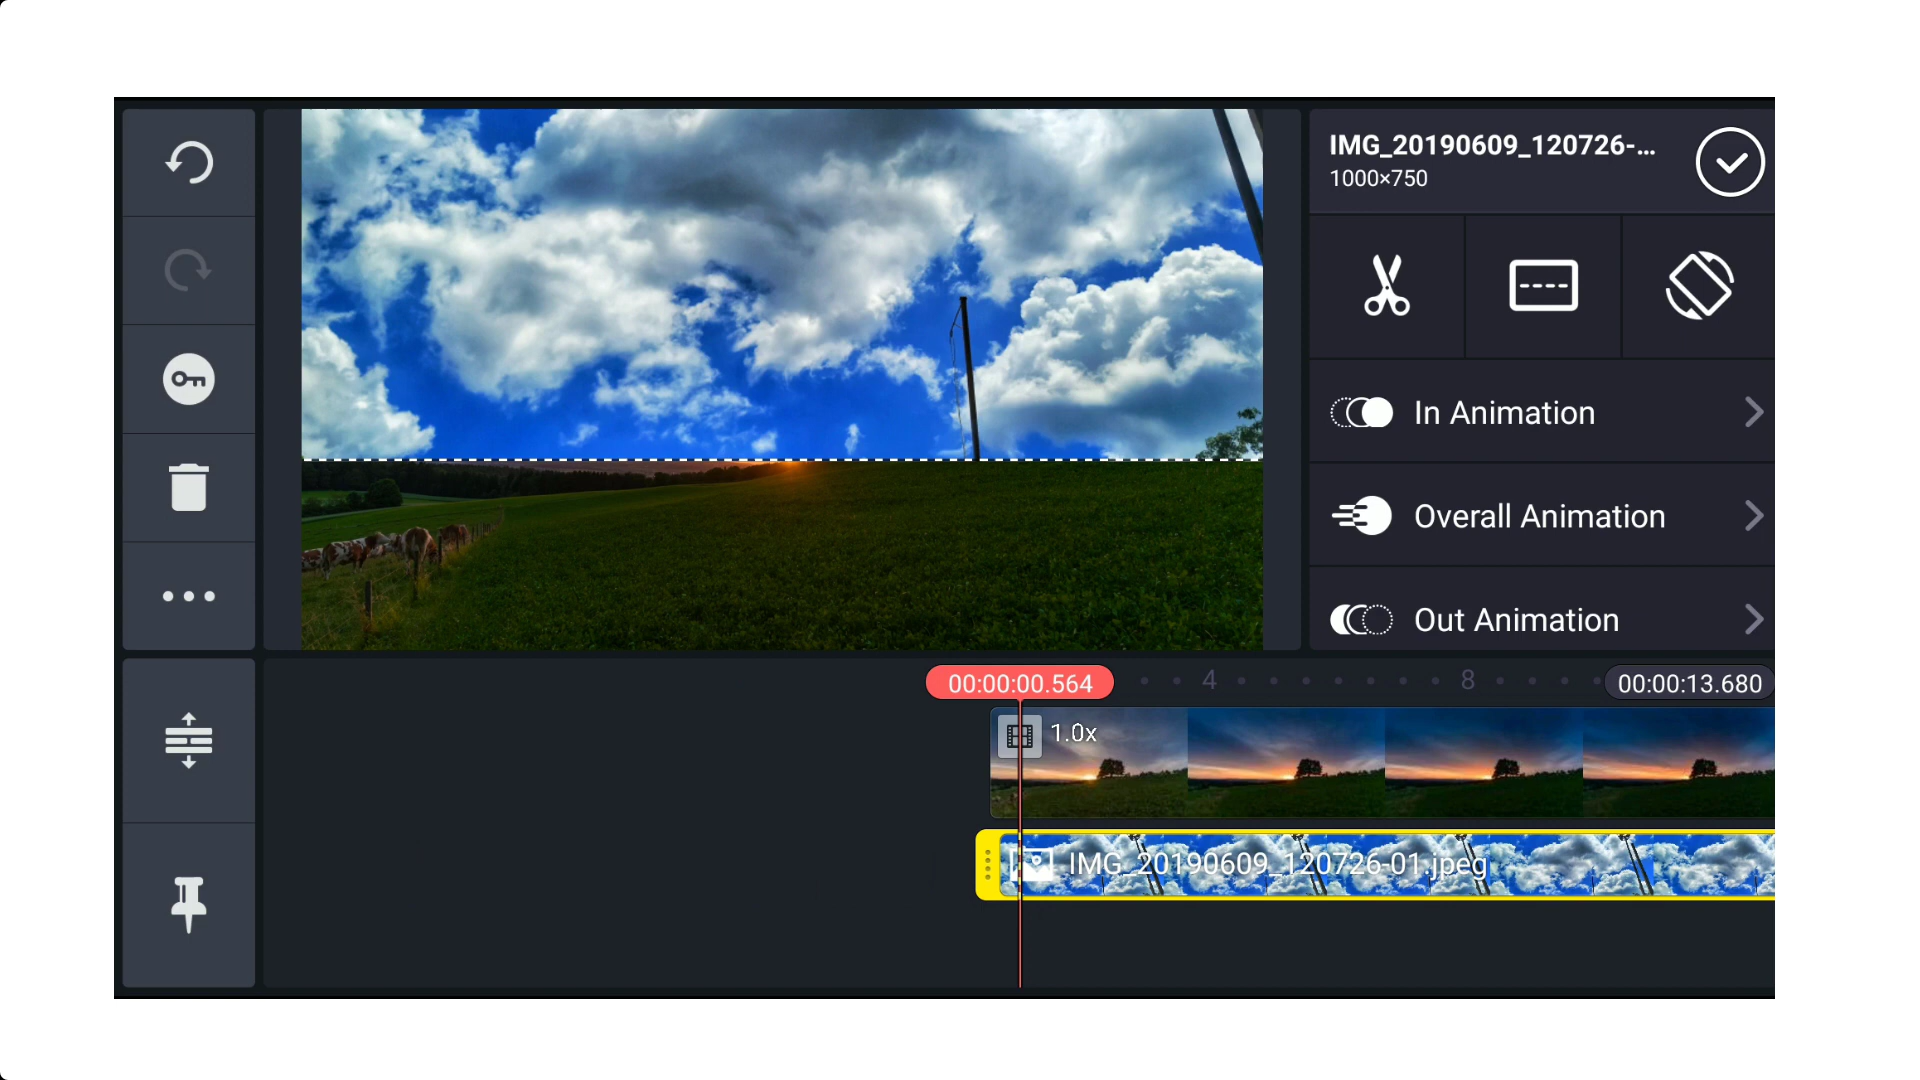 IMG_20190609_120726-...
1000×750
In Animation
Overall Animation
Out Animation
00:00:00.564
4
8
00:00:13.680
1.0x
IMG_20190609_120726-01.jpeg